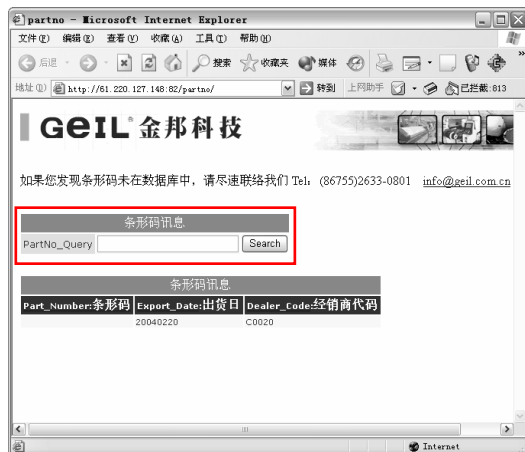 partno - Microsoft Internet Explorer
文件(F) 编辑(E) 查看(V) 收藏(A) 工具(T) 帮助(H)
后退 搜索 收藏夹 媒体
地址(D) http://61.220.127.148:82/partno/ 转到 上网助手 已拦截:813
GEIL® 金邦科技
如果您发现条形码未在数据库中，请尽速联络我们 Tel: (86755)2633-0801 info@geil.com.cn
条形码讯息
PartNo_Query Search
条形码讯息
Part_Number:条形码 Export_Date:出货日 Dealer_Code:经销商代码
20040220 C0020
Internet